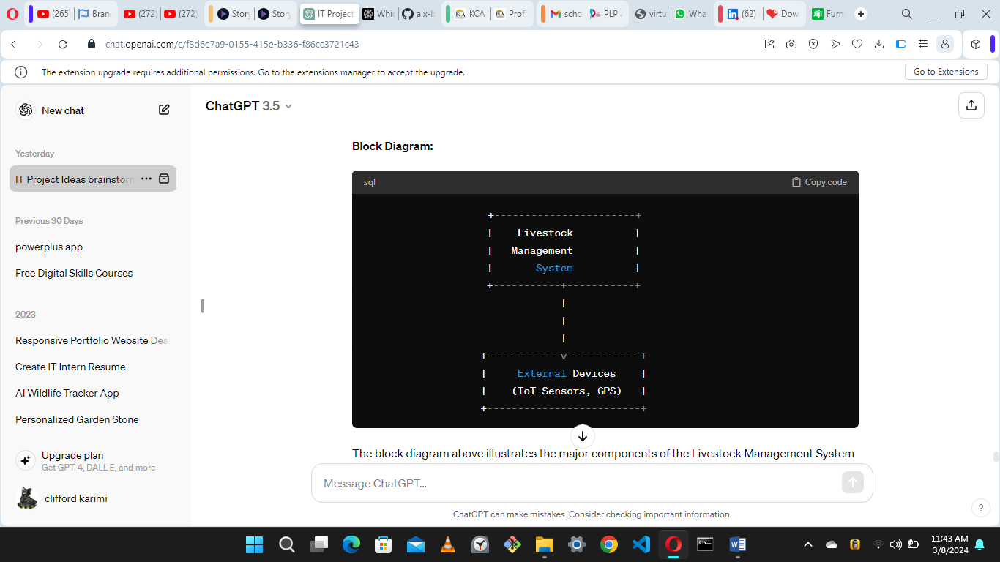 (265)
Bran
(272)
(272)
Story
Story
IT Project
Whic
alx-b
KCA
Profi
scho
PLP
virtu
Wha
(62)
Dow
Furn
chat.openai.com/c/f8d6e7a9-0155-415e-b336-f86cc3721c43
The extension upgrade requires additional permissions. Go to the extensions manager to accept the upgrade.
Go to Extensions
New chat
Yesterday
IT Project Ideas brainstorm
Previous 30 Days
powerplus app
Free Digital Skills Courses
2023
Responsive Portfolio Website Des
Create IT Intern Resume
AI Wildlife Tracker App
Personalized Garden Stone
Upgrade plan
Get GPT-4, DALL·E, and more
clifford karimi
ChatGPT 3.5
Block Diagram:
sql
Copy code
+-----------------------+
| Livestock |
| Management |
| System |
+-----------+-----------+
|
|
|
+------------v------------+
| External Devices |
| (IoT Sensors, GPS) |
+-------------------------+
The block diagram above illustrates the major components of the Livestock Management System
Message ChatGPT...
ChatGPT can make mistakes. Consider checking important information.
?
11:43 AM
3/8/2024